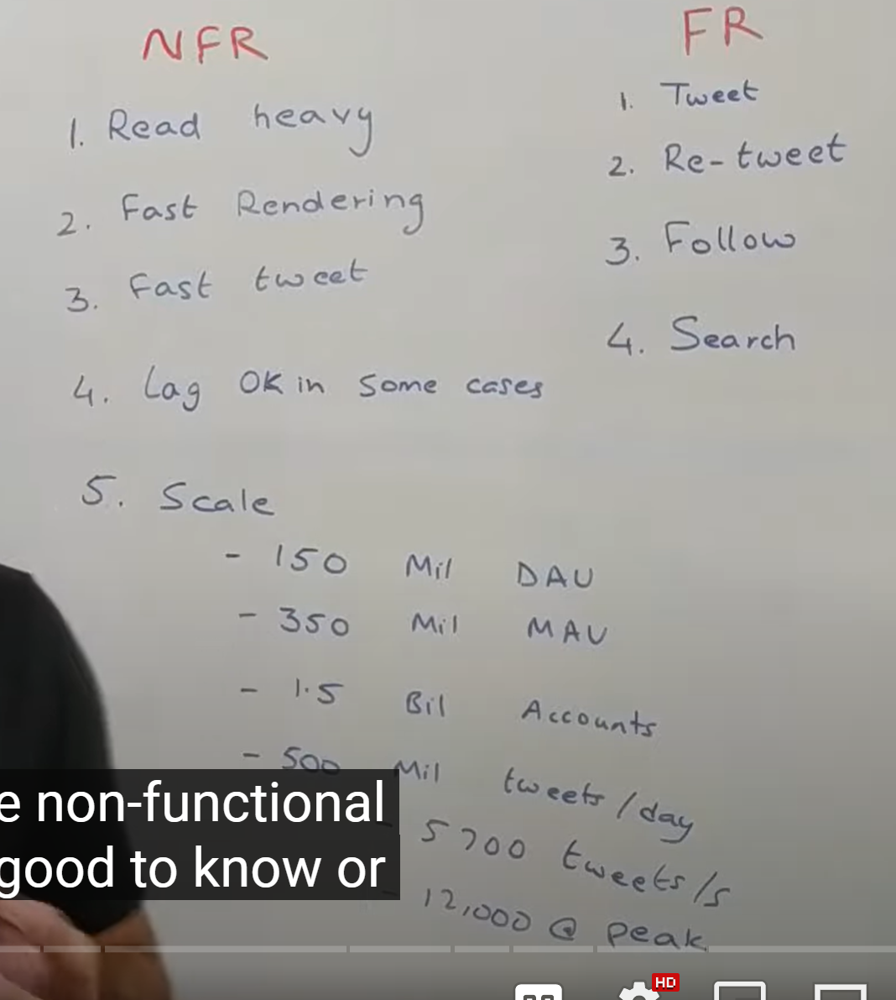 NFR
1. Read heavy
2. Fast Rendering
3. Fast tweet
4. Lag OK in some cases
5. Scale
- 150 Mil DAU
- 350 Mil MAU
- 1.5 Bil Accounts
- 500 Mil tweets/day
- 5700 tweets/s
- 12,000 @ peak
FR
1. Tweet
2. Re-tweet
3. Follow
4. Search
e non-functional
good to know or
HD